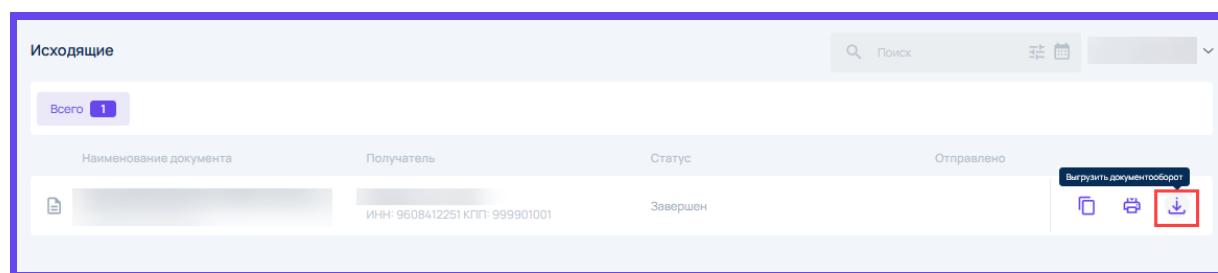 Исходящие
Поиск
Всего 1
Наименование документа Получатель Статус Отправлено
Выгрузить документооборот
Завершен
ИНН: 9608412251 КПП: 999901001